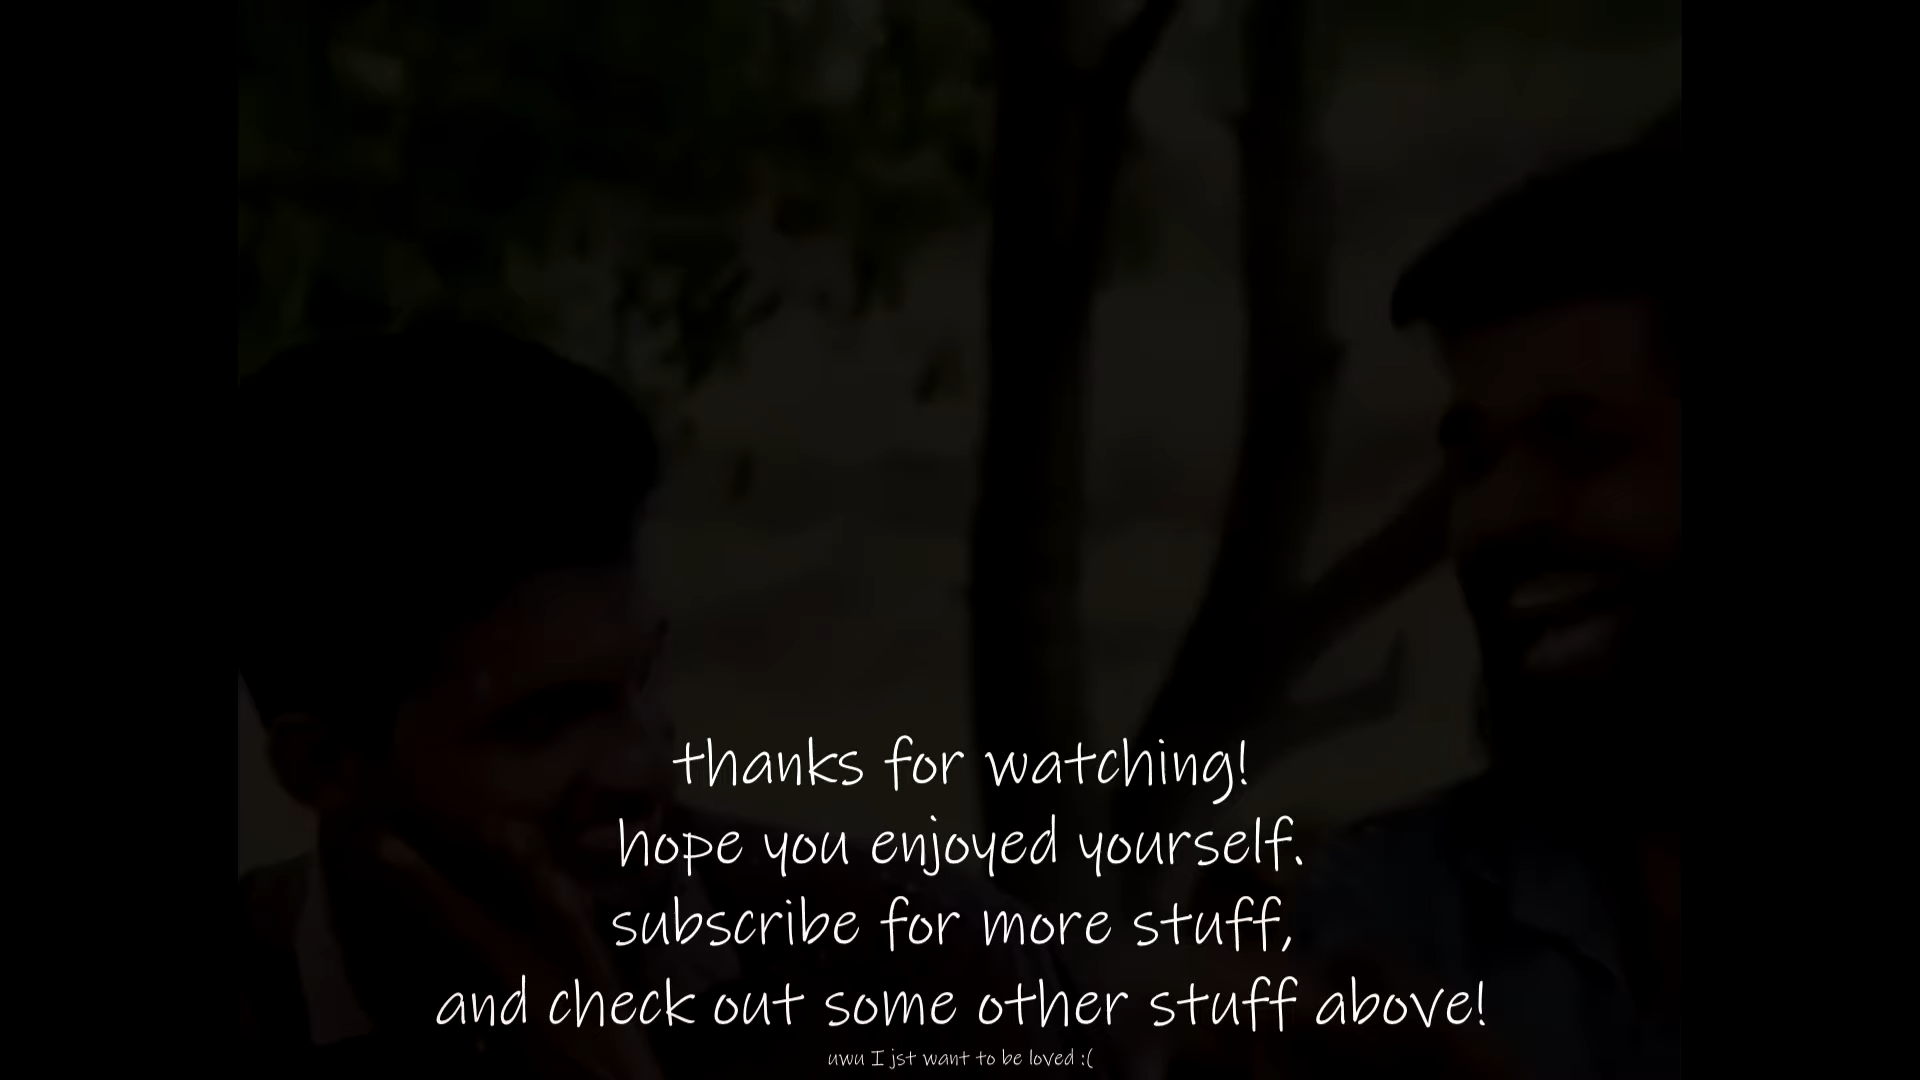 thanks for watching!
hope you enjoyed yourself.
subscribe for more stuff,
and check out some other stuff above!
uwu I jst want to be loved :(